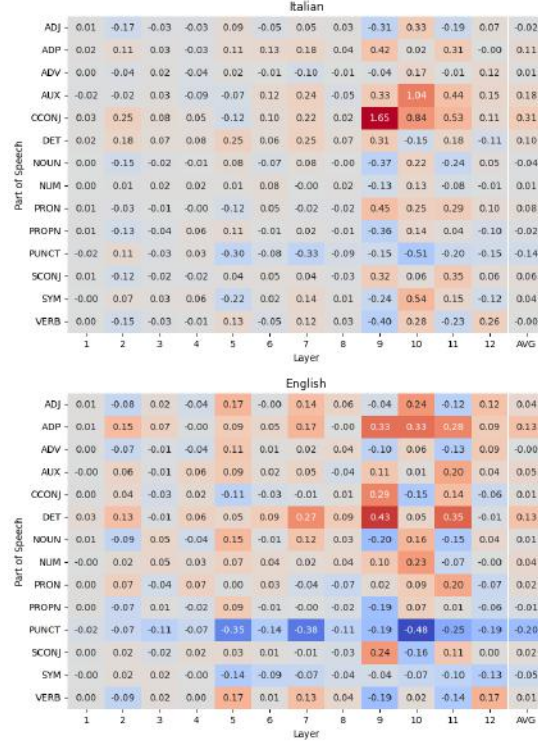 Italian
ADJ 0.01 -0.17 -0.03 -0.03 0.09 -0.05 0.05 0.03 -0.31 0.33 -0.19 0.07 -0.02
ADP 0.02 0.11 0.03 -0.03 0.11 0.13 0.18 0.04 0.42 0.02 0.31 -0.00 0.11
ADV 0.00 -0.04 0.02 -0.04 0.02 -0.01 -0.10 -0.01 -0.04 0.17 -0.01 0.12 0.01
AUX -0.02 -0.02 0.03 -0.09 -0.07 0.12 0.24 -0.05 0.33 1.04 0.44 0.15 0.18
CCONJ 0.03 0.25 0.08 0.05 -0.12 0.10 0.22 0.02 1.65 0.84 0.53 0.11 0.31
DET 0.02 0.18 0.07 0.08 0.25 0.06 0.25 0.07 0.31 -0.15 0.18 -0.11 0.10
NOUN 0.00 -0.15 -0.02 -0.01 0.08 -0.07 0.08 -0.00 -0.37 0.22 -0.24 0.05 -0.04
NUM 0.00 0.01 0.02 0.02 0.01 0.08 -0.00 0.02 -0.13 0.13 -0.08 -0.01 0.01
PRON 0.01 -0.03 -0.01 -0.00 -0.12 0.05 -0.02 -0.02 0.45 0.25 0.29 0.10 0.08
PROPN 0.01 -0.13 -0.04 0.06 0.11 -0.01 0.02 0.01 -0.36 0.14 0.04 -0.10 -0.02
PUNCT -0.02 0.11 -0.03 0.03 -0.30 -0.08 -0.33 -0.09 -0.15 -0.51 -0.20 -0.15 -0.14
SCONJ 0.01 -0.12 -0.02 -0.02 0.04 0.05 0.04 -0.03 0.32 0.06 0.35 0.06 0.06
SYM -0.00 0.07 0.03 0.06 -0.22 0.02 0.14 0.01 -0.24 0.54 0.15 -0.12 0.04
VERB 0.00 -0.15 -0.03 -0.01 0.13 -0.05 0.12 0.03 -0.40 0.28 -0.23 0.26 -0.00
Part of Speech
1 2 3 4 5 6 7 8 9 10 11 12 AVG
Layer
English
ADJ 0.01 -0.08 0.02 -0.04 0.17 -0.00 0.14 0.06 -0.04 0.24 -0.12 0.12 0.04
ADP 0.01 0.15 0.07 -0.00 0.09 0.05 0.17 -0.00 0.33 0.33 0.28 0.09 0.13
ADV 0.00 -0.07 -0.01 -0.04 0.11 0.01 0.02 0.04 -0.10 0.06 -0.13 0.09 -0.00
AUX -0.00 0.06 -0.01 0.06 0.09 0.02 0.05 -0.04 0.11 0.01 0.20 0.04 0.05
CCONJ 0.00 0.04 -0.03 0.02 -0.11 -0.03 -0.01 0.01 0.29 -0.15 0.14 -0.06 0.01
DET 0.03 0.13 -0.01 0.06 0.05 0.09 0.27 0.09 0.43 0.05 0.35 -0.01 0.13
NOUN 0.01 -0.09 0.05 -0.04 0.15 -0.01 0.12 0.03 -0.20 0.16 -0.15 0.04 0.01
NUM -0.00 0.02 0.05 0.03 0.07 0.04 0.02 0.04 0.10 0.23 -0.07 -0.00 0.04
PRON 0.00 0.07 -0.04 0.07 0.00 0.03 -0.04 -0.07 0.02 0.09 0.20 -0.07 0.02
PROPN 0.00 -0.07 0.01 -0.02 0.09 -0.01 -0.00 -0.02 -0.19 0.07 0.01 -0.06 -0.01
PUNCT -0.02 -0.07 -0.11 -0.07 -0.35 -0.14 -0.38 -0.11 -0.19 -0.48 -0.25 -0.19 -0.20
SCONJ 0.00 0.02 -0.02 0.02 0.03 0.01 -0.01 -0.03 0.24 -0.16 0.11 0.00 0.02
SYM -0.00 0.02 0.02 -0.00 -0.14 -0.09 -0.07 -0.04 -0.04 -0.07 -0.10 -0.13 -0.05
VERB 0.00 -0.09 0.02 -0.00 0.17 0.01 0.13 0.04 -0.19 0.02 -0.14 0.17 0.01
Part of Speech
1 2 3 4 5 6 7 8 9 10 11 12 AVG
Layer